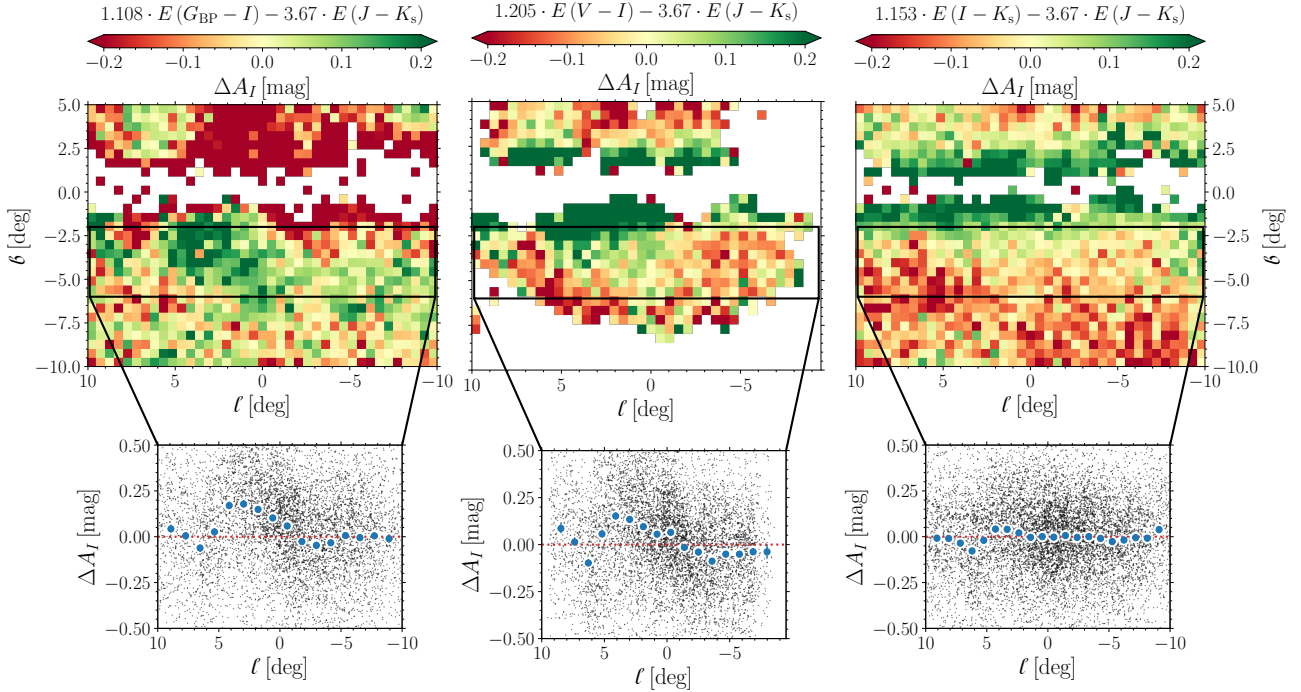 1.108 · E (G_BP − I) − 3.67 · E (J − K_s)
−0.2 −0.1 0.0 0.1 0.2
ΔA_I [mag]
1.205 · E (V − I) − 3.67 · E (J − K_s)
−0.2 −0.1 0.0 0.1 0.2
ΔA_I [mag]
1.153 · E (I − K_s) − 3.67 · E (J − K_s)
−0.2 −0.1 0.0 0.1 0.2
ΔA_I [mag]
5.0
2.5
0.0
−2.5
−5.0
−7.5
−10.0
b [deg]
10 5 0 −5 −10
ℓ [deg]
10 5 0 −5
ℓ [deg]
5.0
2.5
0.0
−2.5
−5.0
−7.5
−10.0
b [deg]
10 5 0 −5 −10
ℓ [deg]
0.50
0.25
0.00
−0.25
−0.50
ΔA_I [mag]
10 5 0 −5 −10
ℓ [deg]
0.50
0.25
0.00
−0.25
−0.50
ΔA_I [mag]
10 5 0 −5
ℓ [deg]
0.50
0.25
0.00
−0.25
−0.50
ΔA_I [mag]
10 5 0 −5
ℓ [deg]